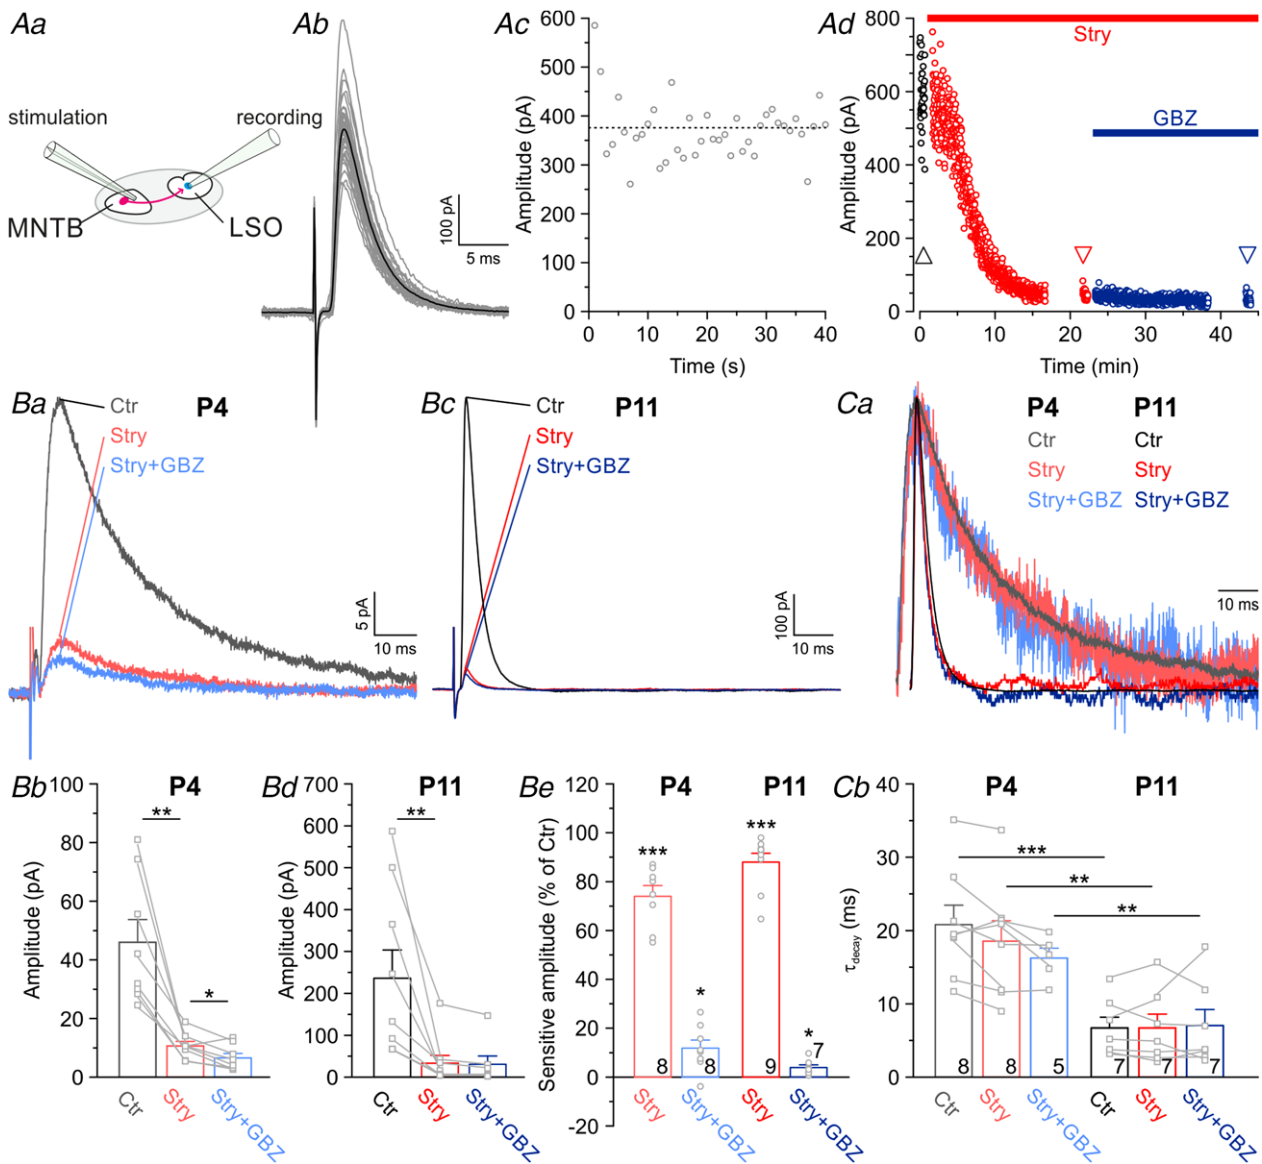 Aa
stimulation
recording
MNTB
LSO
Ab
100 pA
5 ms
Ac
Amplitude (pA)
600
500
400
300
200
100
0
0 10 20 30 40
Time (s)
Ad
Amplitude (pA)
800
600
400
200
0
Stry
GBZ
0 10 20 30 40
Time (min)
Ba
P4
Ctr
Stry
Stry+GBZ
5 pA
10 ms
Bc
P11
Ctr
Stry
Stry+GBZ
100 pA
10 ms
Ca
P4 P11
Ctr Ctr
Stry Stry
Stry+GBZ Stry+GBZ
10 ms
Bb
P4
Amplitude (pA)
100
80
60
40
20
0
**
*
Ctr
Stry
Stry+GBZ
Bd
P11
Amplitude (pA)
700
600
500
400
300
200
100
0
**
Ctr
Stry
Stry+GBZ
Be
P4 P11
Sensitive amplitude (% of Ctr)
120
100
80
60
40
20
0
-20
***
*
***
*
8 8 9 7
Stry
Stry+GBZ
Stry
Stry+GBZ
Cb
P4 P11
τdecay (ms)
40
30
20
10
0
***
**
**
8 8 5 7 7 7
Ctr
Stry
Stry+GBZ
Ctr
Stry
Stry+GBZ